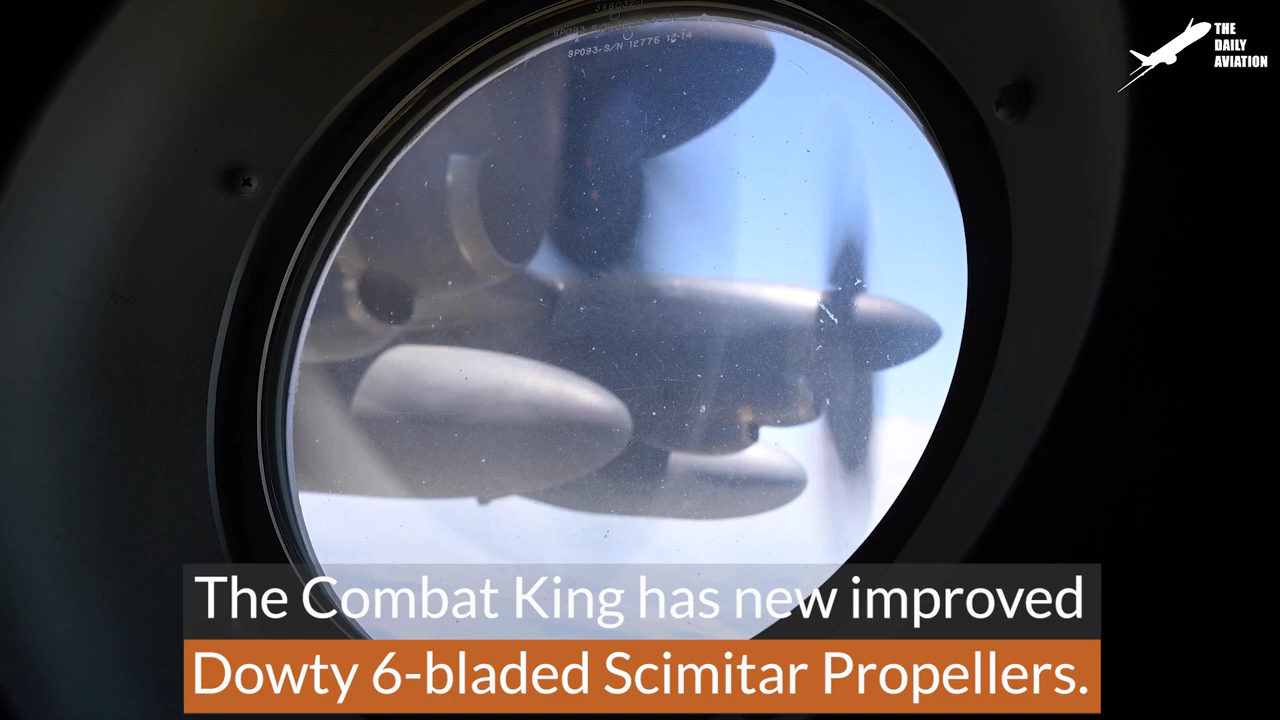 8P093-S/N 12776 12-14
THE
DAILY
AVIATION
The Combat King has new improved
Dowty 6-bladed Scimitar Propellers.